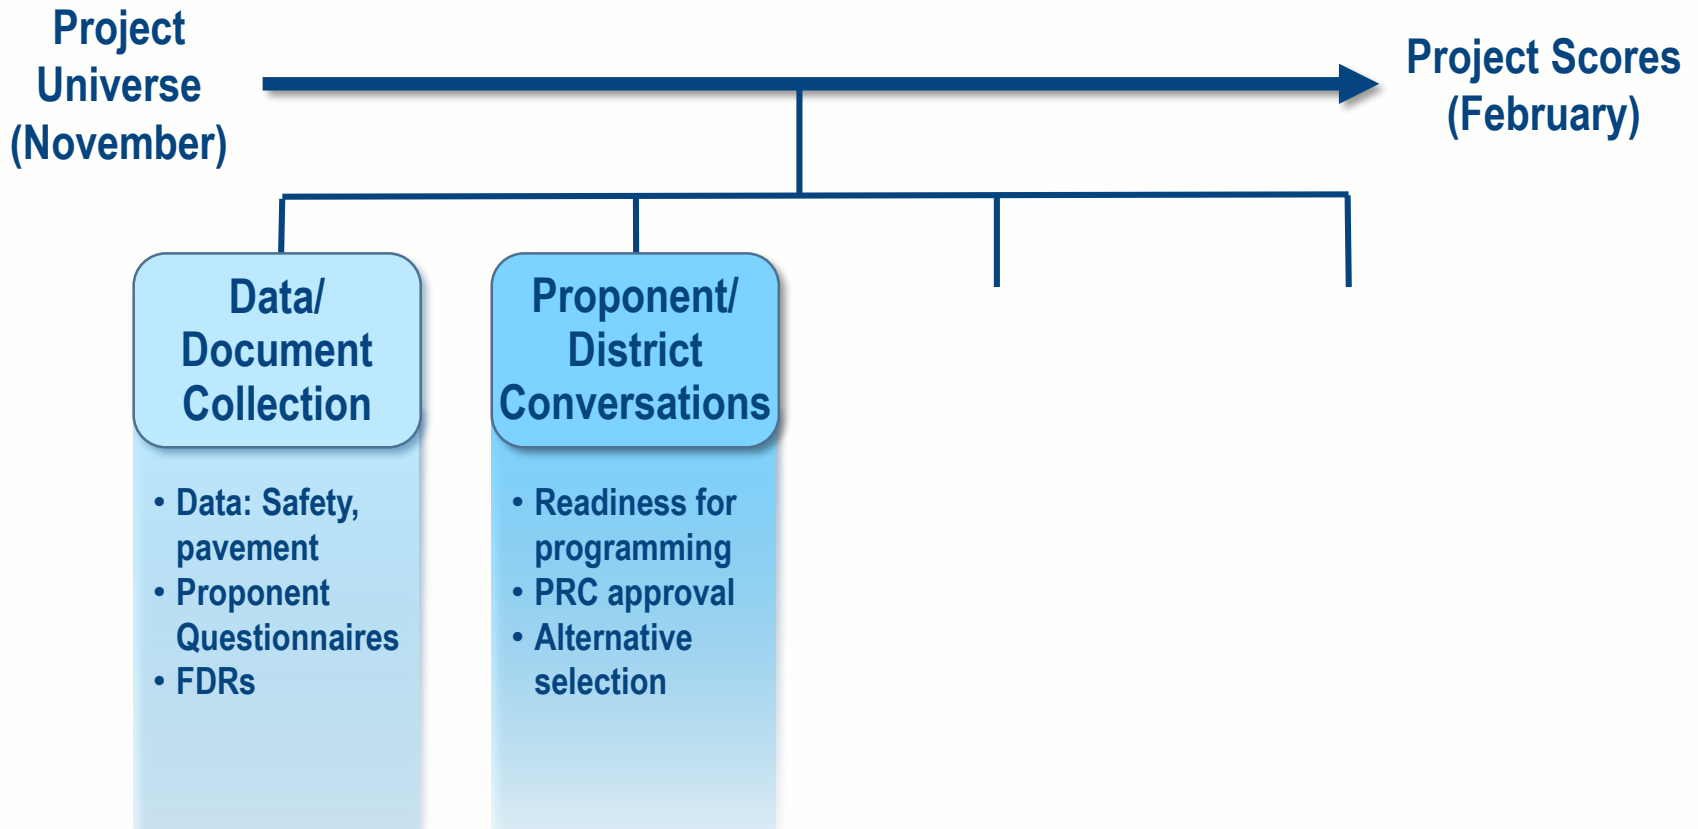 Project
Universe
(November)
Project Scores
(February)
Data/
Document
Collection
• Data: Safety,
pavement
• Proponent
Questionnaires
• FDRs
Proponent/
District
Conversations
• Readiness for
programming
• PRC approval
• Alternative
selection